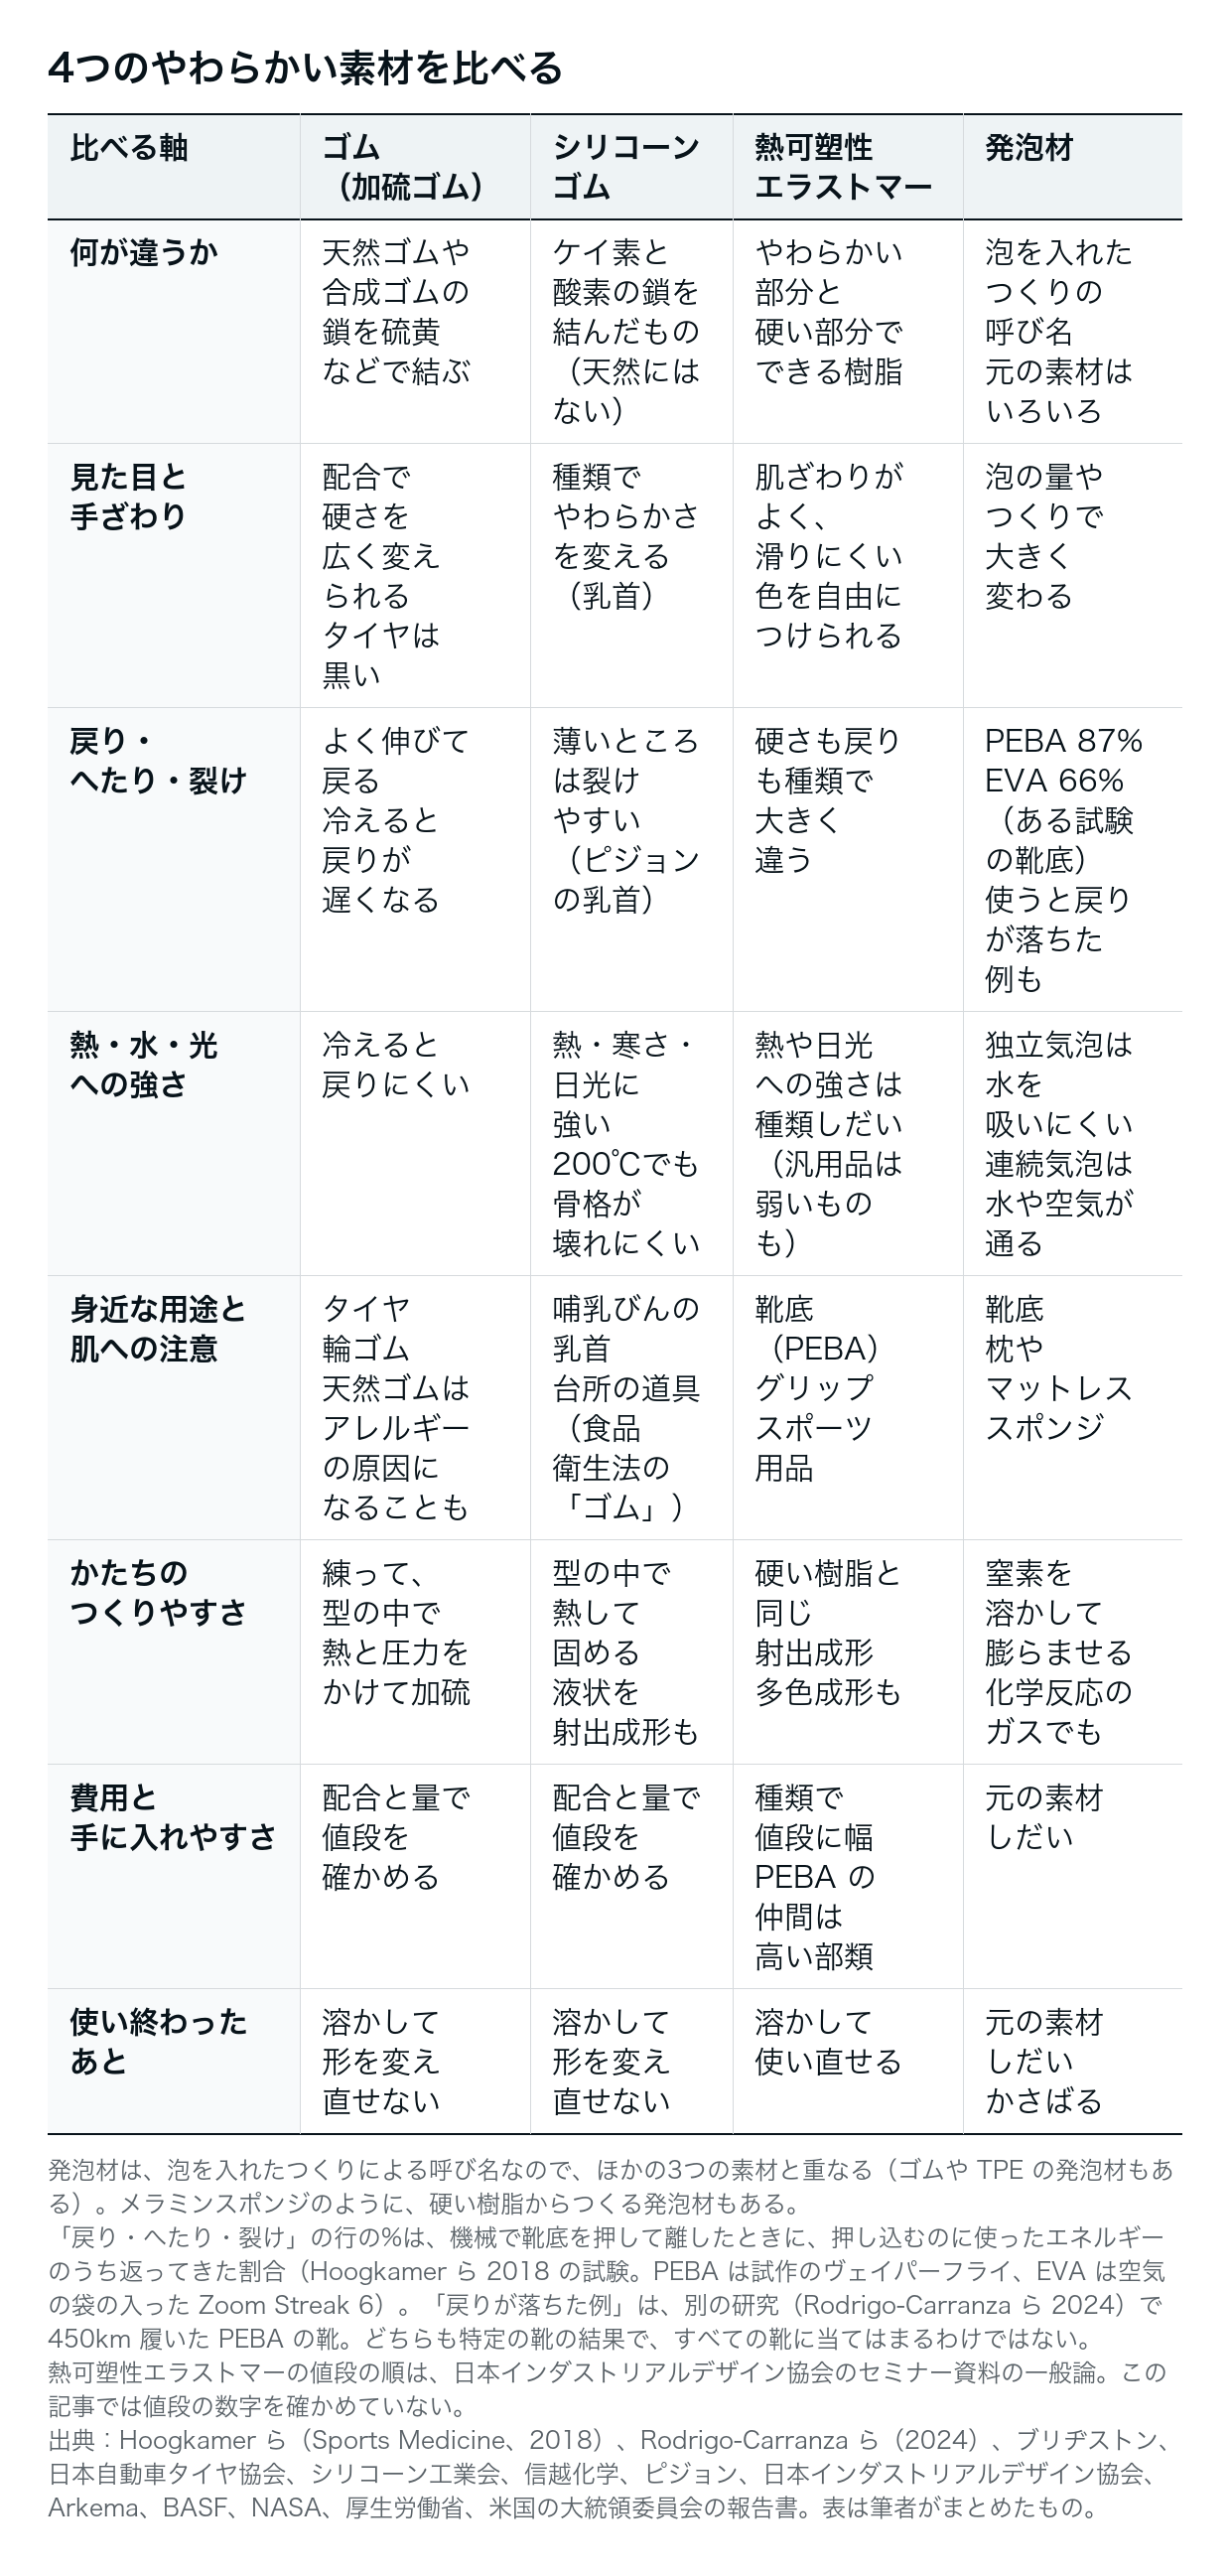 4つのやわらかい素材を比べる
比べる軸
ゴム
（加硫ゴム）
シリコーン
ゴム
熱可塑性
エラストマー
発泡材
何が違うか
天然ゴムや
合成ゴムの
鎖を硫黄
などで結ぶ
ケイ素と
酸素の鎖を
結んだもの
（天然には
ない）
やわらかい
部分と
硬い部分で
できる樹脂
泡を入れた
つくりの
呼び名
元の素材は
いろいろ
見た目と
手ざわり
配合で
硬さを
広く変え
られる
タイヤは
黒い
種類で
やわらかさ
を変える
（乳首）
肌ざわりが
よく、
滑りにくい
色を自由に
つけられる
泡の量や
つくりで
大きく
変わる
戻り・
へたり・裂け
よく伸びて
戻る
冷えると
戻りが
遅くなる
薄いところ
は裂け
やすい
（ピジョン
の乳首）
硬さも戻り
も種類で
大きく
違う
PEBA 87%
EVA 66%
（ある試験
の靴底）
使うと戻り
が落ちた
例も
熱・水・光
への強さ
冷えると
戻りにくい
熱・寒さ・
日光に
強い
200℃でも
骨格が
壊れにくい
熱や日光
への強さは
種類しだい
（汎用品は
弱いもの
も）
独立気泡は
水を
吸いにくい
連続気泡は
水や空気が
通る
身近な用途と
肌への注意
タイヤ
輪ゴム
天然ゴムは
アレルギー
の原因に
なることも
哺乳びんの
乳首
台所の道具
（食品
衛生法の
「ゴム」）
靴底
（PEBA）
グリップ
スポーツ
用品
靴底
枕や
マットレス
スポンジ
かたちの
つくりやすさ
練って、
型の中で
熱と圧力を
かけて加硫
型の中で
熱して
固める
液状を
射出成形も
硬い樹脂と
同じ
射出成形
多色成形も
窒素を
溶かして
膨らませる
化学反応の
ガスでも
費用と
手に入れやすさ
配合と量で
値段を
確かめる
配合と量で
値段を
確かめる
種類で
値段に幅
PEBA の
仲間は
高い部類
元の素材
しだい
使い終わった
あと
溶かして
形を変え
直せない
溶かして
形を変え
直せない
溶かして
使い直せる
元の素材
しだい
かさばる
発泡材は、泡を入れたつくりによる呼び名なので、ほかの3つの素材と重なる（ゴムや TPE の発泡材もあ
る）。メラミンスポンジのように、硬い樹脂からつくる発泡材もある。
「戻り・へたり・裂け」の行の%は、機械で靴底を押して離したときに、押し込むのに使ったエネルギー
のうち返ってきた割合（Hoogkamer ら 2018 の試験。PEBA は試作のヴェイパーフライ、EVA は空気
の袋の入った Zoom Streak 6）。「戻りが落ちた例」は、別の研究（Rodrigo-Carranza ら 2024）で
450km 履いた PEBA の靴。どちらも特定の靴の結果で、すべての靴に当てはまるわけではない。
熱可塑性エラストマーの値段の順は、日本インダストリアルデザイン協会のセミナー資料の一般論。この
記事では値段の数字を確かめていない。
出典：Hoogkamer ら（Sports Medicine、2018）、Rodrigo-Carranza ら（2024）、ブリヂストン、
日本自動車タイヤ協会、シリコーン工業会、信越化学、ピジョン、日本インダストリアルデザイン協会、
Arkema、BASF、NASA、厚生労働省、米国の大統領委員会の報告書。表は筆者がまとめたもの。